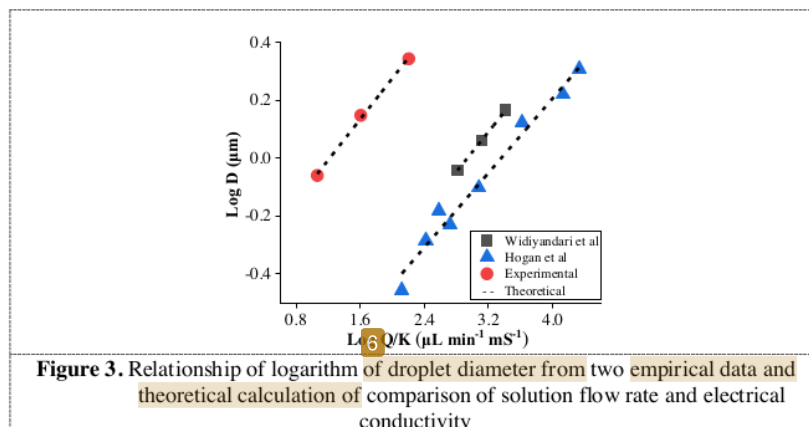 0.4
0.2
0.0
-0.2
-0.4
Log D (μm)
Widiyandari et al
Hogan et al
Experimental
Theoretical
0.8 1.6 2.4 3.2 4.0
Q/K (μL min⁻¹ mS⁻¹)
6
Figure 3. Relationship of logarithm of droplet diameter from two empirical data and
theoretical calculation of comparison of solution flow rate and electrical
conductivity